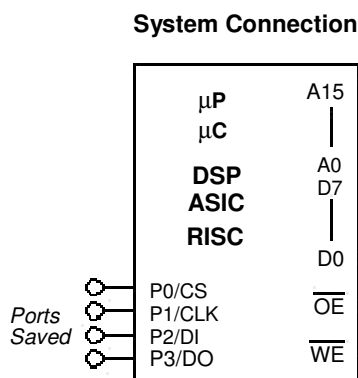 System Connection
µP
A15
µC
A0
DSP
D7
ASIC
RISC
D0
P0/CS
Ports
P1/CLK
OE
Saved
P2/DI
P3/DO
WE